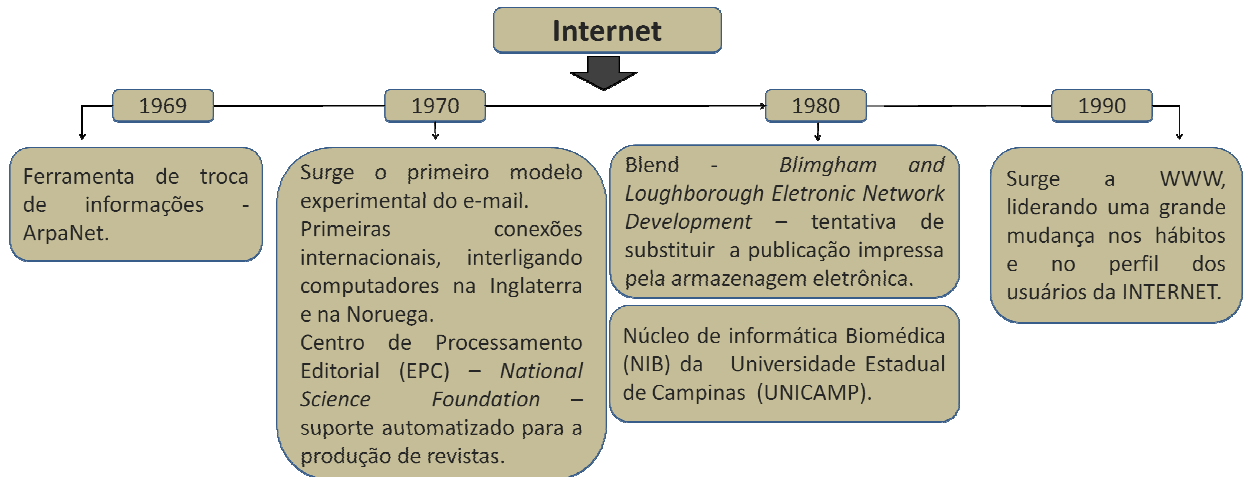 Internet
1969
1970
1980
1990
Ferramenta de troca
de informações -
ArpaNet.
Surge o primeiro modelo
experimental do e-mail.
Primeiras conexões
internacionais, interligando
computadores na Inglaterra
e na Noruega.
Centro de Processamento
Editorial (EPC) – National
Science Foundation –
suporte automatizado para a
produção de revistas.
Blend - Blimgham and
Loughborough Eletronic Network
Development – tentativa de
substituir a publicação impressa
pela armazenagem eletrônica.
Núcleo de informática Biomédica
(NIB) da Universidade Estadual
de Campinas (UNICAMP).
Surge a WWW,
liderando uma grande
mudança nos hábitos
e no perfil dos
usuários da INTERNET.